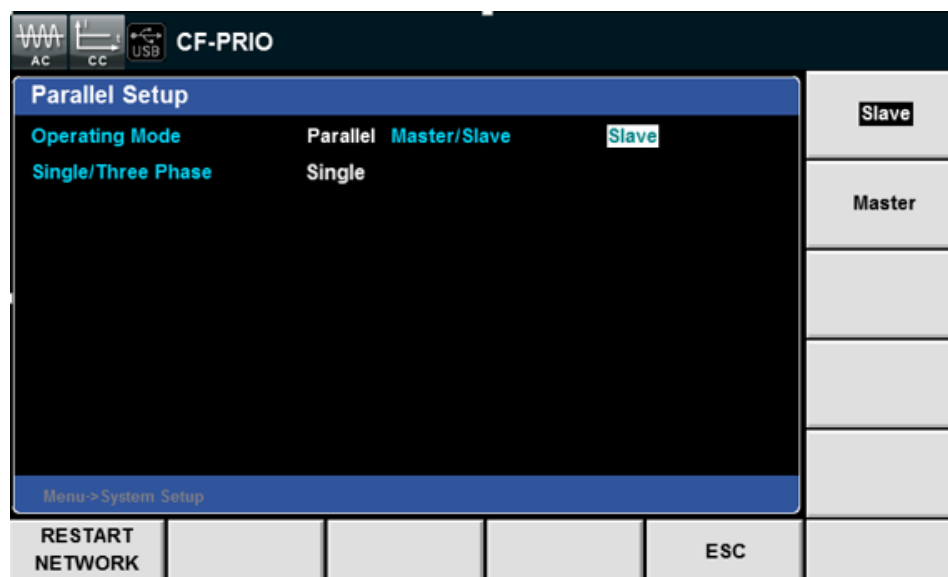 AC CC USB CF-PRIO
Parallel Setup
Slave
Operating Mode Parallel Master/Slave Slave
Single/Three Phase Single
Master
Menu->System Setup
RESTART
NETWORK
ESC